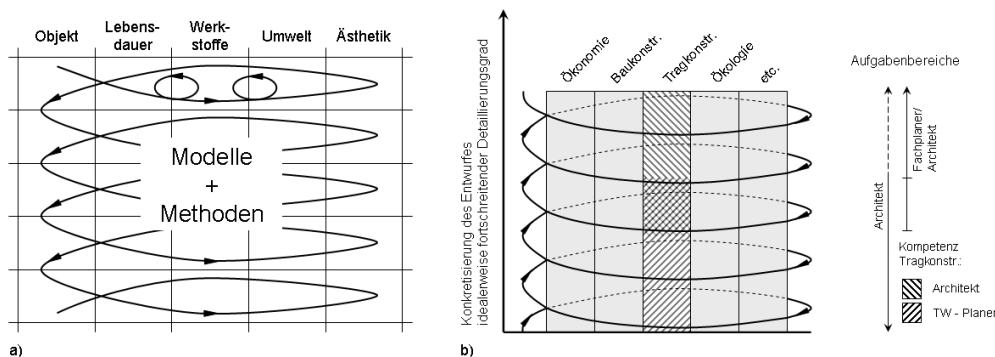 Objekt
Lebens-
dauer
Werk-
stoffe
Umwelt
Ästhetik
Modelle
+
Methoden
a)
Konkretisierung des Entwurfes
idealerweise fortschreitender Detaillierungsgrad
Ökonomie
Baukonstr.
Tragkonstr.
Ökologie
etc.
b)
Aufgabenbereiche
Architekt
Fachplaner/
Architekt
Kompetenz
Tragkonstr.:
Architekt
TW - Planer